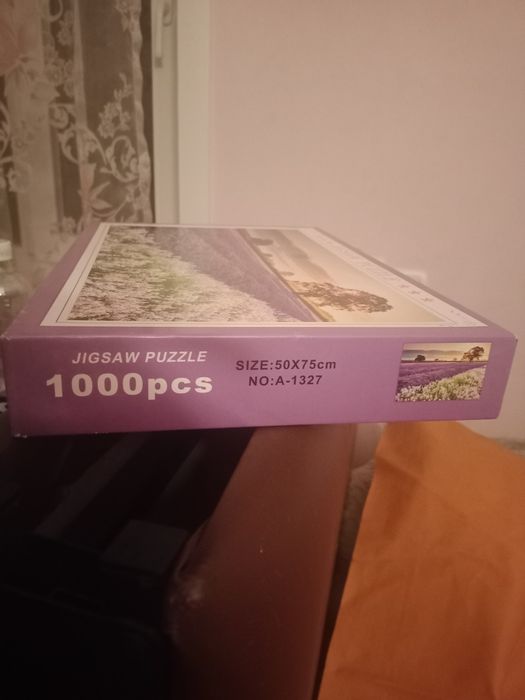 JIGSAW PUZZLE
1000pcs
SIZE:50X75cm
NO:A-1327